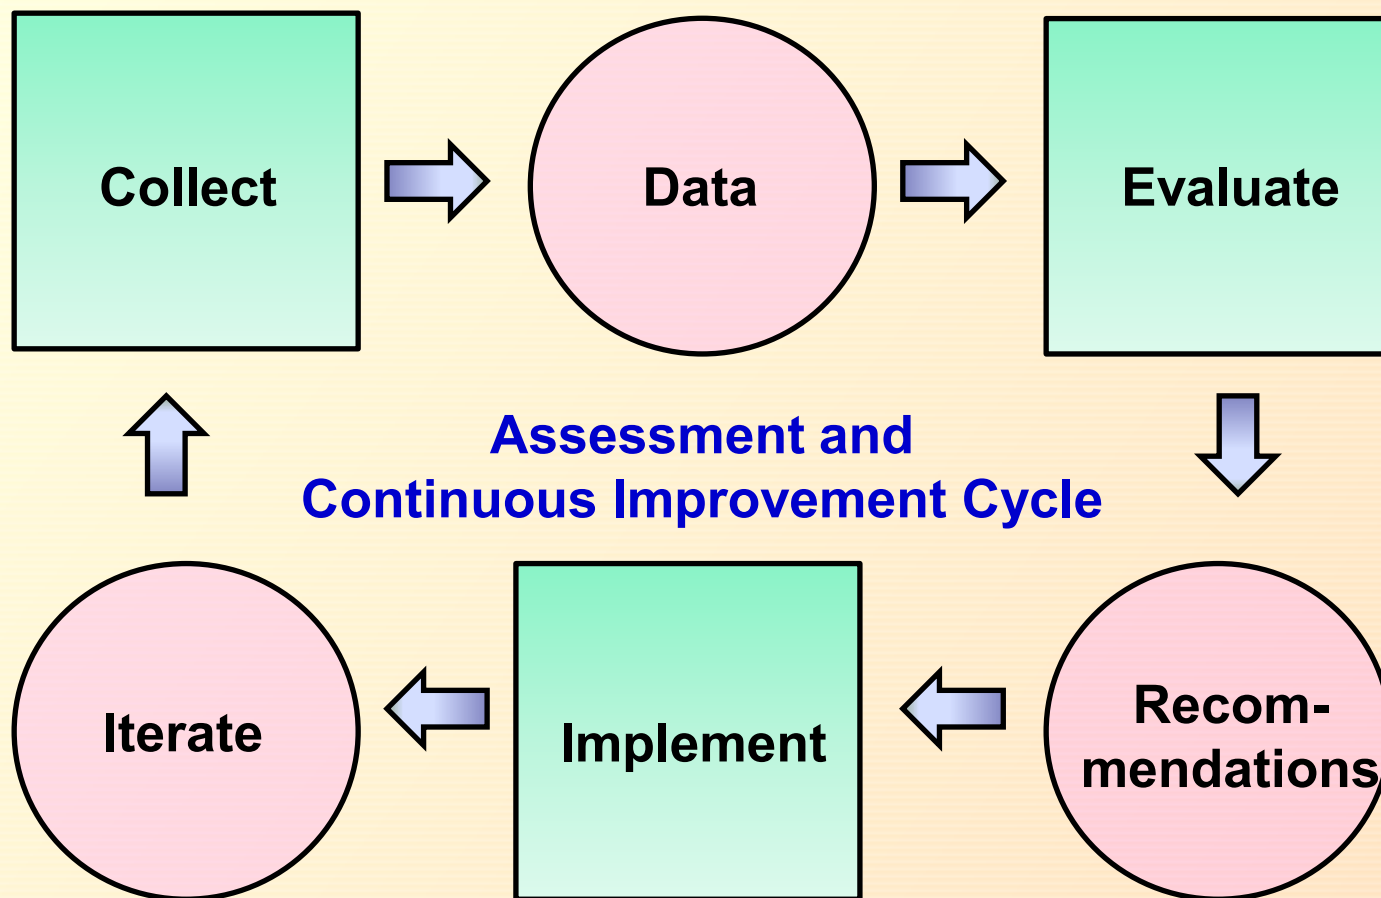 Collect
Data
Evaluate
Assessment and
Continuous Improvement Cycle
Iterate
Implement
Recom-
mendations